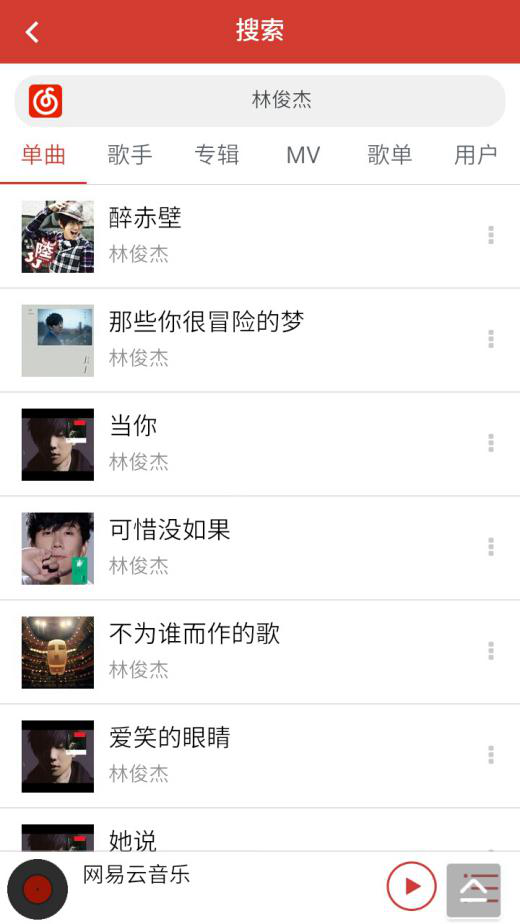 搜索
林俊杰
单曲 歌手 专辑 MV 歌单 用户
醉赤壁
林俊杰
那些你很冒险的梦
林俊杰
当你
林俊杰
可惜没如果
林俊杰
不为谁而作的歌
林俊杰
爱笑的眼睛
林俊杰
她说
网易云音乐